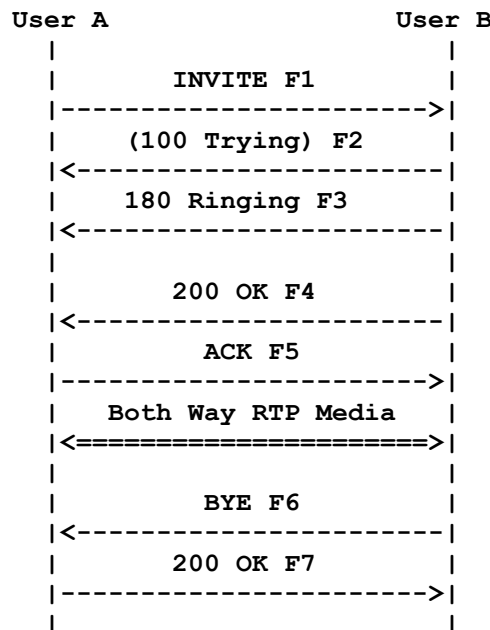 User A User B
INVITE F1
(100 Trying) F2
180 Ringing F3
200 OK F4
ACK F5
Both Way RTP Media
BYE F6
200 OK F7